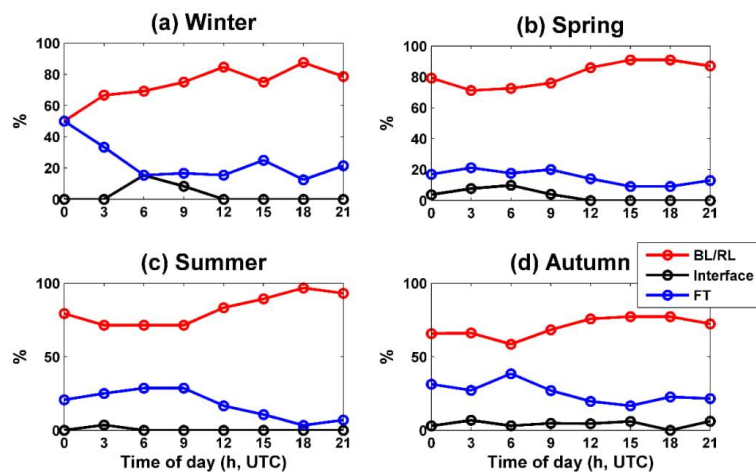 (a) Winter
100
80
60
40
20
0
%
0 3 6 9 12 15 18 21
(b) Spring
100
80
60
40
20
0
%
0 3 6 9 12 15 18 21
(c) Summer
100
50
0
%
0 3 6 9 12 15 18 21
Time of day (h, UTC)
(d) Autumn
100
50
0
%
0 3 6 9 12 15 18 21
Time of day (h, UTC)
BL/RL
Interface
FT